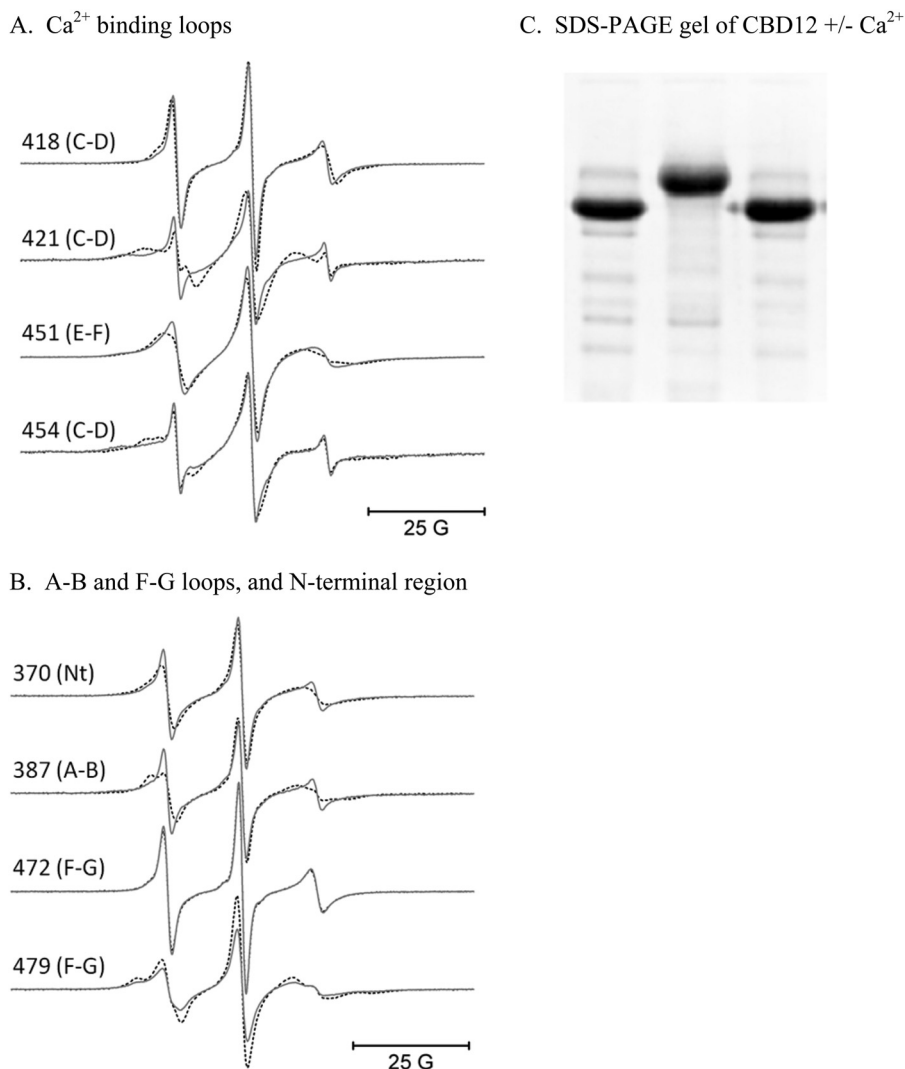 A. Ca²⁺ binding loops
418 (C-D)
421 (C-D)
451 (E-F)
454 (C-D)
25 G
B. A-B and F-G loops, and N-terminal region
370 (Nt)
387 (A-B)
472 (F-G)
479 (F-G)
25 G
C. SDS-PAGE gel of CBD12 +/- Ca²⁺